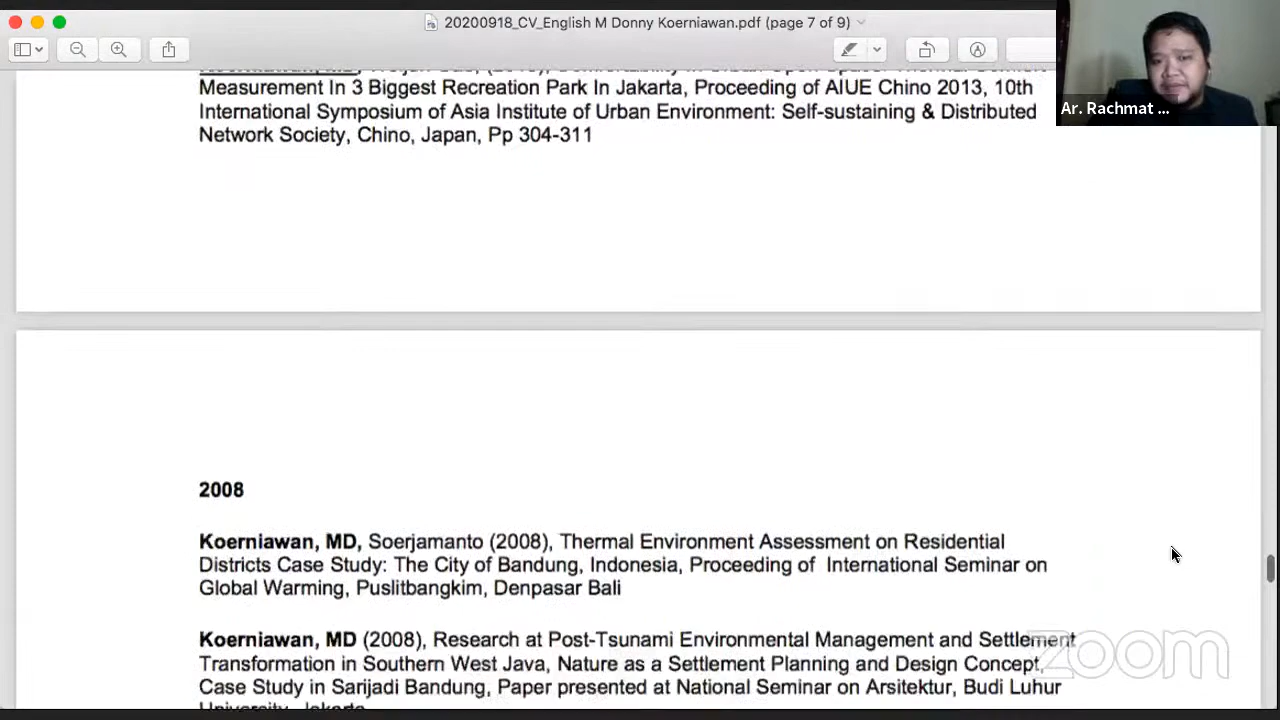 20200918_CV_English M Donny Koerniawan.pdf (page 7 of 9)
Ar. Rachmat ...
Measurement In 3 Biggest Recreation Park In Jakarta, Proceeding of AIUE Chino 2013, 10th
International Symposium of Asia Institute of Urban Environment: Self-sustaining & Distributed
Network Society, Chino, Japan, Pp 304-311
2008
Koerniawan, MD, Soerjamanto (2008), Thermal Environment Assessment on Residential
Districts Case Study: The City of Bandung, Indonesia, Proceeding of International Seminar on
Global Warming, Puslitbangkim, Denpasar Bali
Koerniawan, MD (2008), Research at Post-Tsunami Environmental Management and Settlement
Transformation in Southern West Java, Nature as a Settlement Planning and Design Concept,
Case Study in Sarijadi Bandung, Paper presented at National Seminar on Arsitektur, Budi Luhur
University, Jakarta
zoom